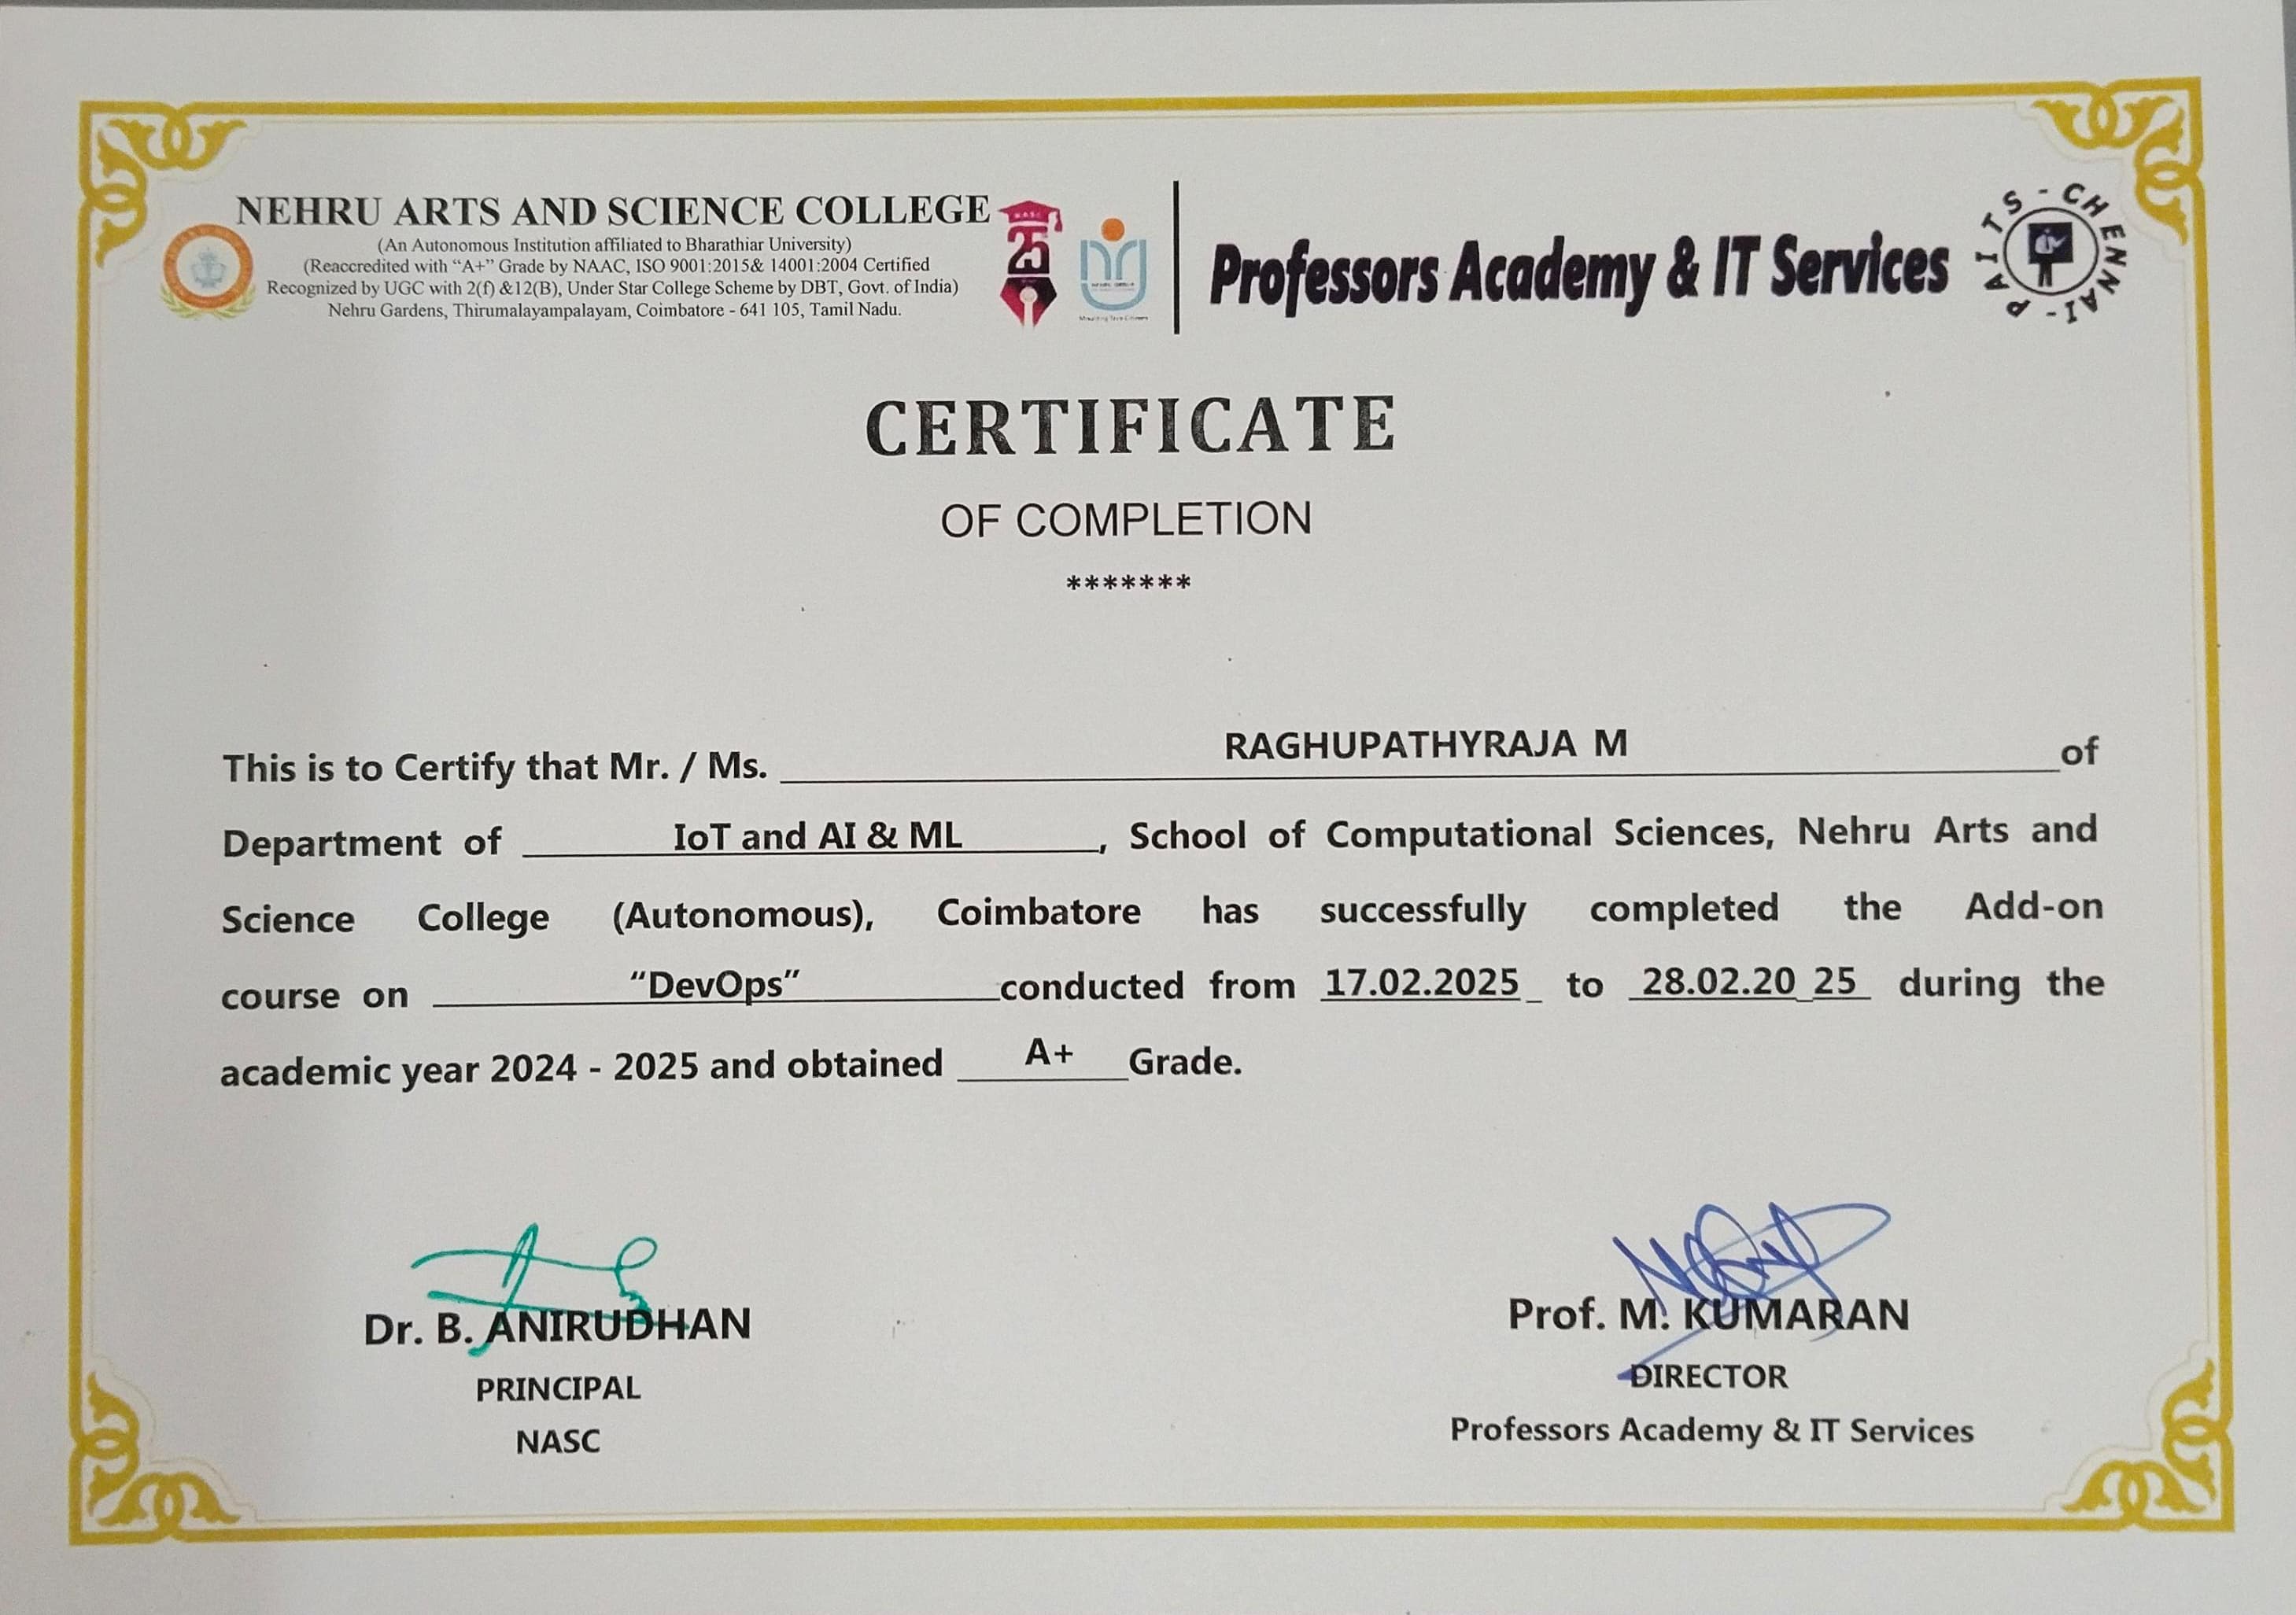 NEHRU ARTS AND SCIENCE COLLEGE
(An Autonomous Institution affiliated to Bharathiar University)
(Reaccredited with “A+” Grade by NAAC, ISO 9001:2015& 14001:2004 Certified
Recognized by UGC with 2(f) &12(B), Under Star College Scheme by DBT, Govt. of India)
Nehru Gardens, Thirumalayampalayam, Coimbatore - 641 105, Tamil Nadu.
25
Professors Academy & IT Services
PAITS - CHENNAI -
CERTIFICATE
OF COMPLETION
*******
This is to Certify that Mr. / Ms. RAGHUPATHYRAJA M of
Department of IoT and AI & ML, School of Computational Sciences, Nehru Arts and
Science College (Autonomous), Coimbatore has successfully completed the Add-on
course on “DevOps” conducted from 17.02.2025 _ to 28.02.20_25 during the
academic year 2024 - 2025 and obtained A+ Grade.
Dr. B. ANIRUDHAN
PRINCIPAL
NASC
Prof. M. KUMARAN
DIRECTOR
Professors Academy & IT Services